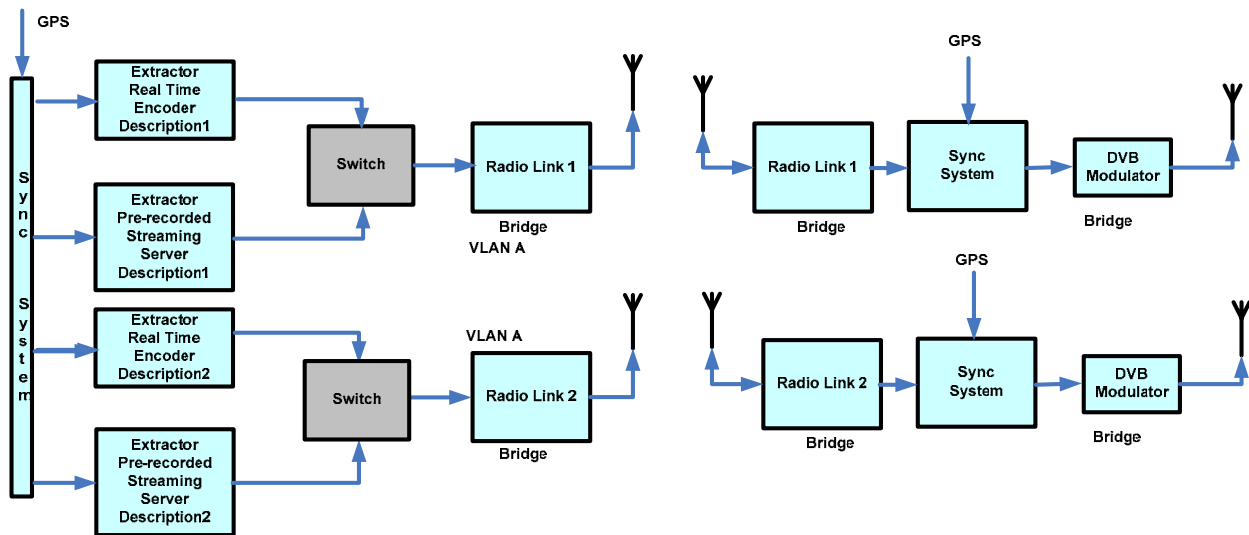 GPS
Sync System
Extractor
Real Time
Encoder
Description1
Extractor
Pre-recorded
Streaming
Server
Description1
Extractor
Real Time
Encoder
Description2
Extractor
Pre-recorded
Streaming
Server
Description2
Switch
Switch
Radio Link 1
Bridge
VLAN A
VLAN A
Radio Link 2
Bridge
Radio Link 1
Bridge
GPS
Sync
System
DVB
Modulator
Bridge
Radio Link 2
Bridge
GPS
Sync
System
DVB
Modulator
Bridge